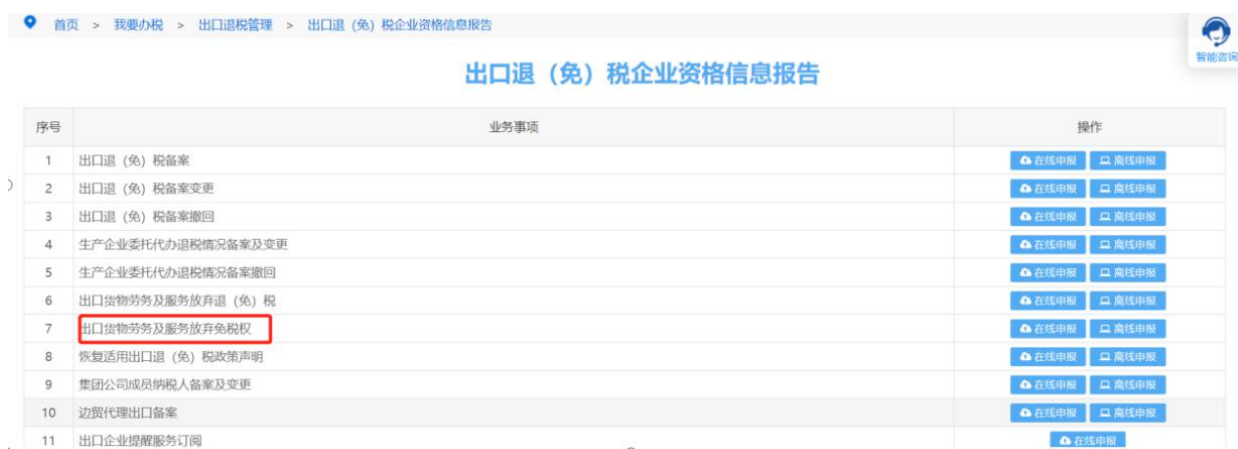 首页 > 我要办税 > 出口退税管理 > 出口退（免）税企业资格信息报告
智能咨询
出口退（免）税企业资格信息报告
序号 业务事项 操作
1 出口退（免）税备案 在线申报 离线申报
2 出口退（免）税备案变更 在线申报 离线申报
3 出口退（免）税备案撤回 在线申报 离线申报
4 生产企业委托代办退税情况备案及变更 在线申报 离线申报
5 生产企业委托代办退税情况备案撤回 在线申报 离线申报
6 出口货物劳务及服务放弃退（免）税 在线申报 离线申报
7 出口货物劳务及服务放弃免税权 在线申报 离线申报
8 恢复适用出口退（免）税政策声明 在线申报 离线申报
9 集团公司成员纳税人备案及变更 在线申报 离线申报
10 边贸代理出口备案 在线申报 离线申报
11 出口企业提醒服务订阅 在线申报